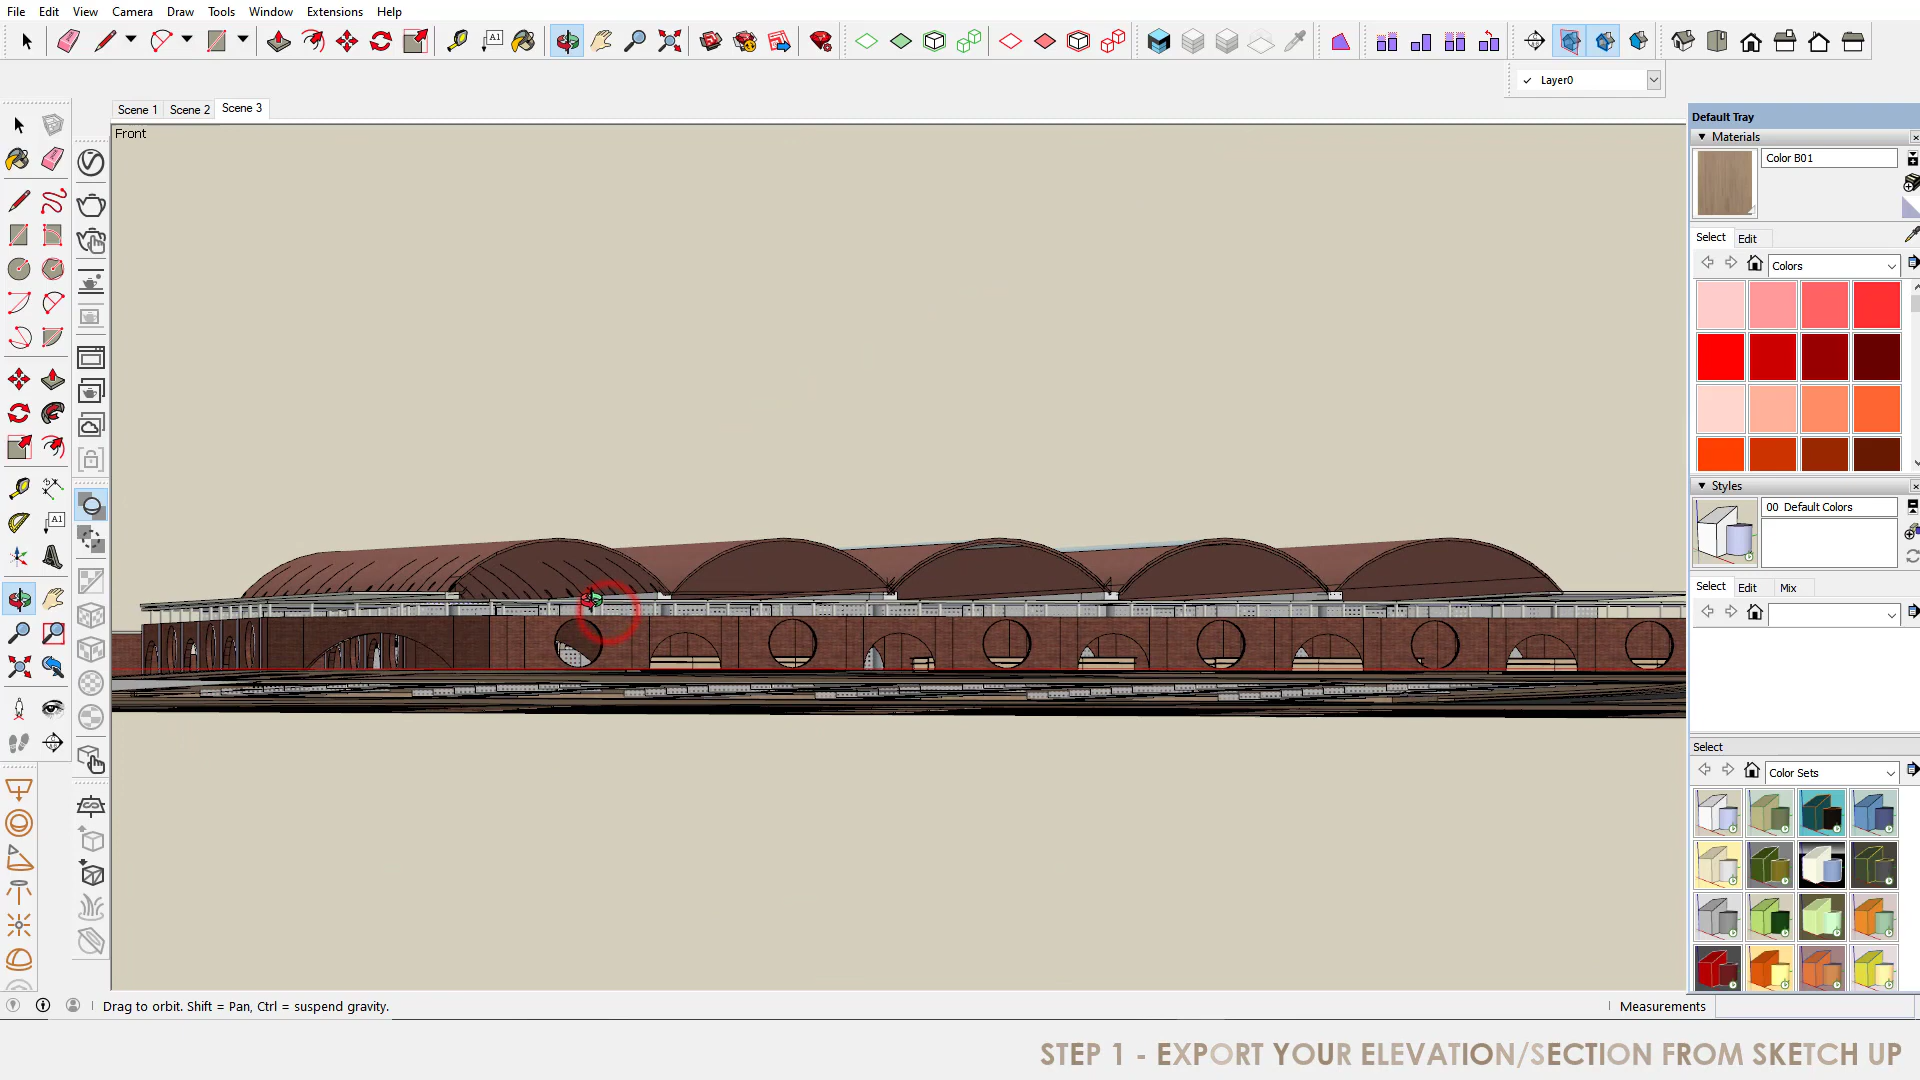 File Edit View Camera Draw Tools Window Extensions Help
A1
Layer0
Scene 1 Scene 2 Scene 3
Front
Default Tray
Materials
Color B01
Select Edit
Colors
Styles
00 Default Colors
Select Edit Mix
A1
Select
Color Sets
Drag to orbit. Shift = Pan, Ctrl = suspend gravity.
Measurements
STEP 1 - EXPORT YOUR ELEVATION/SECTION FROM SKETCH UP